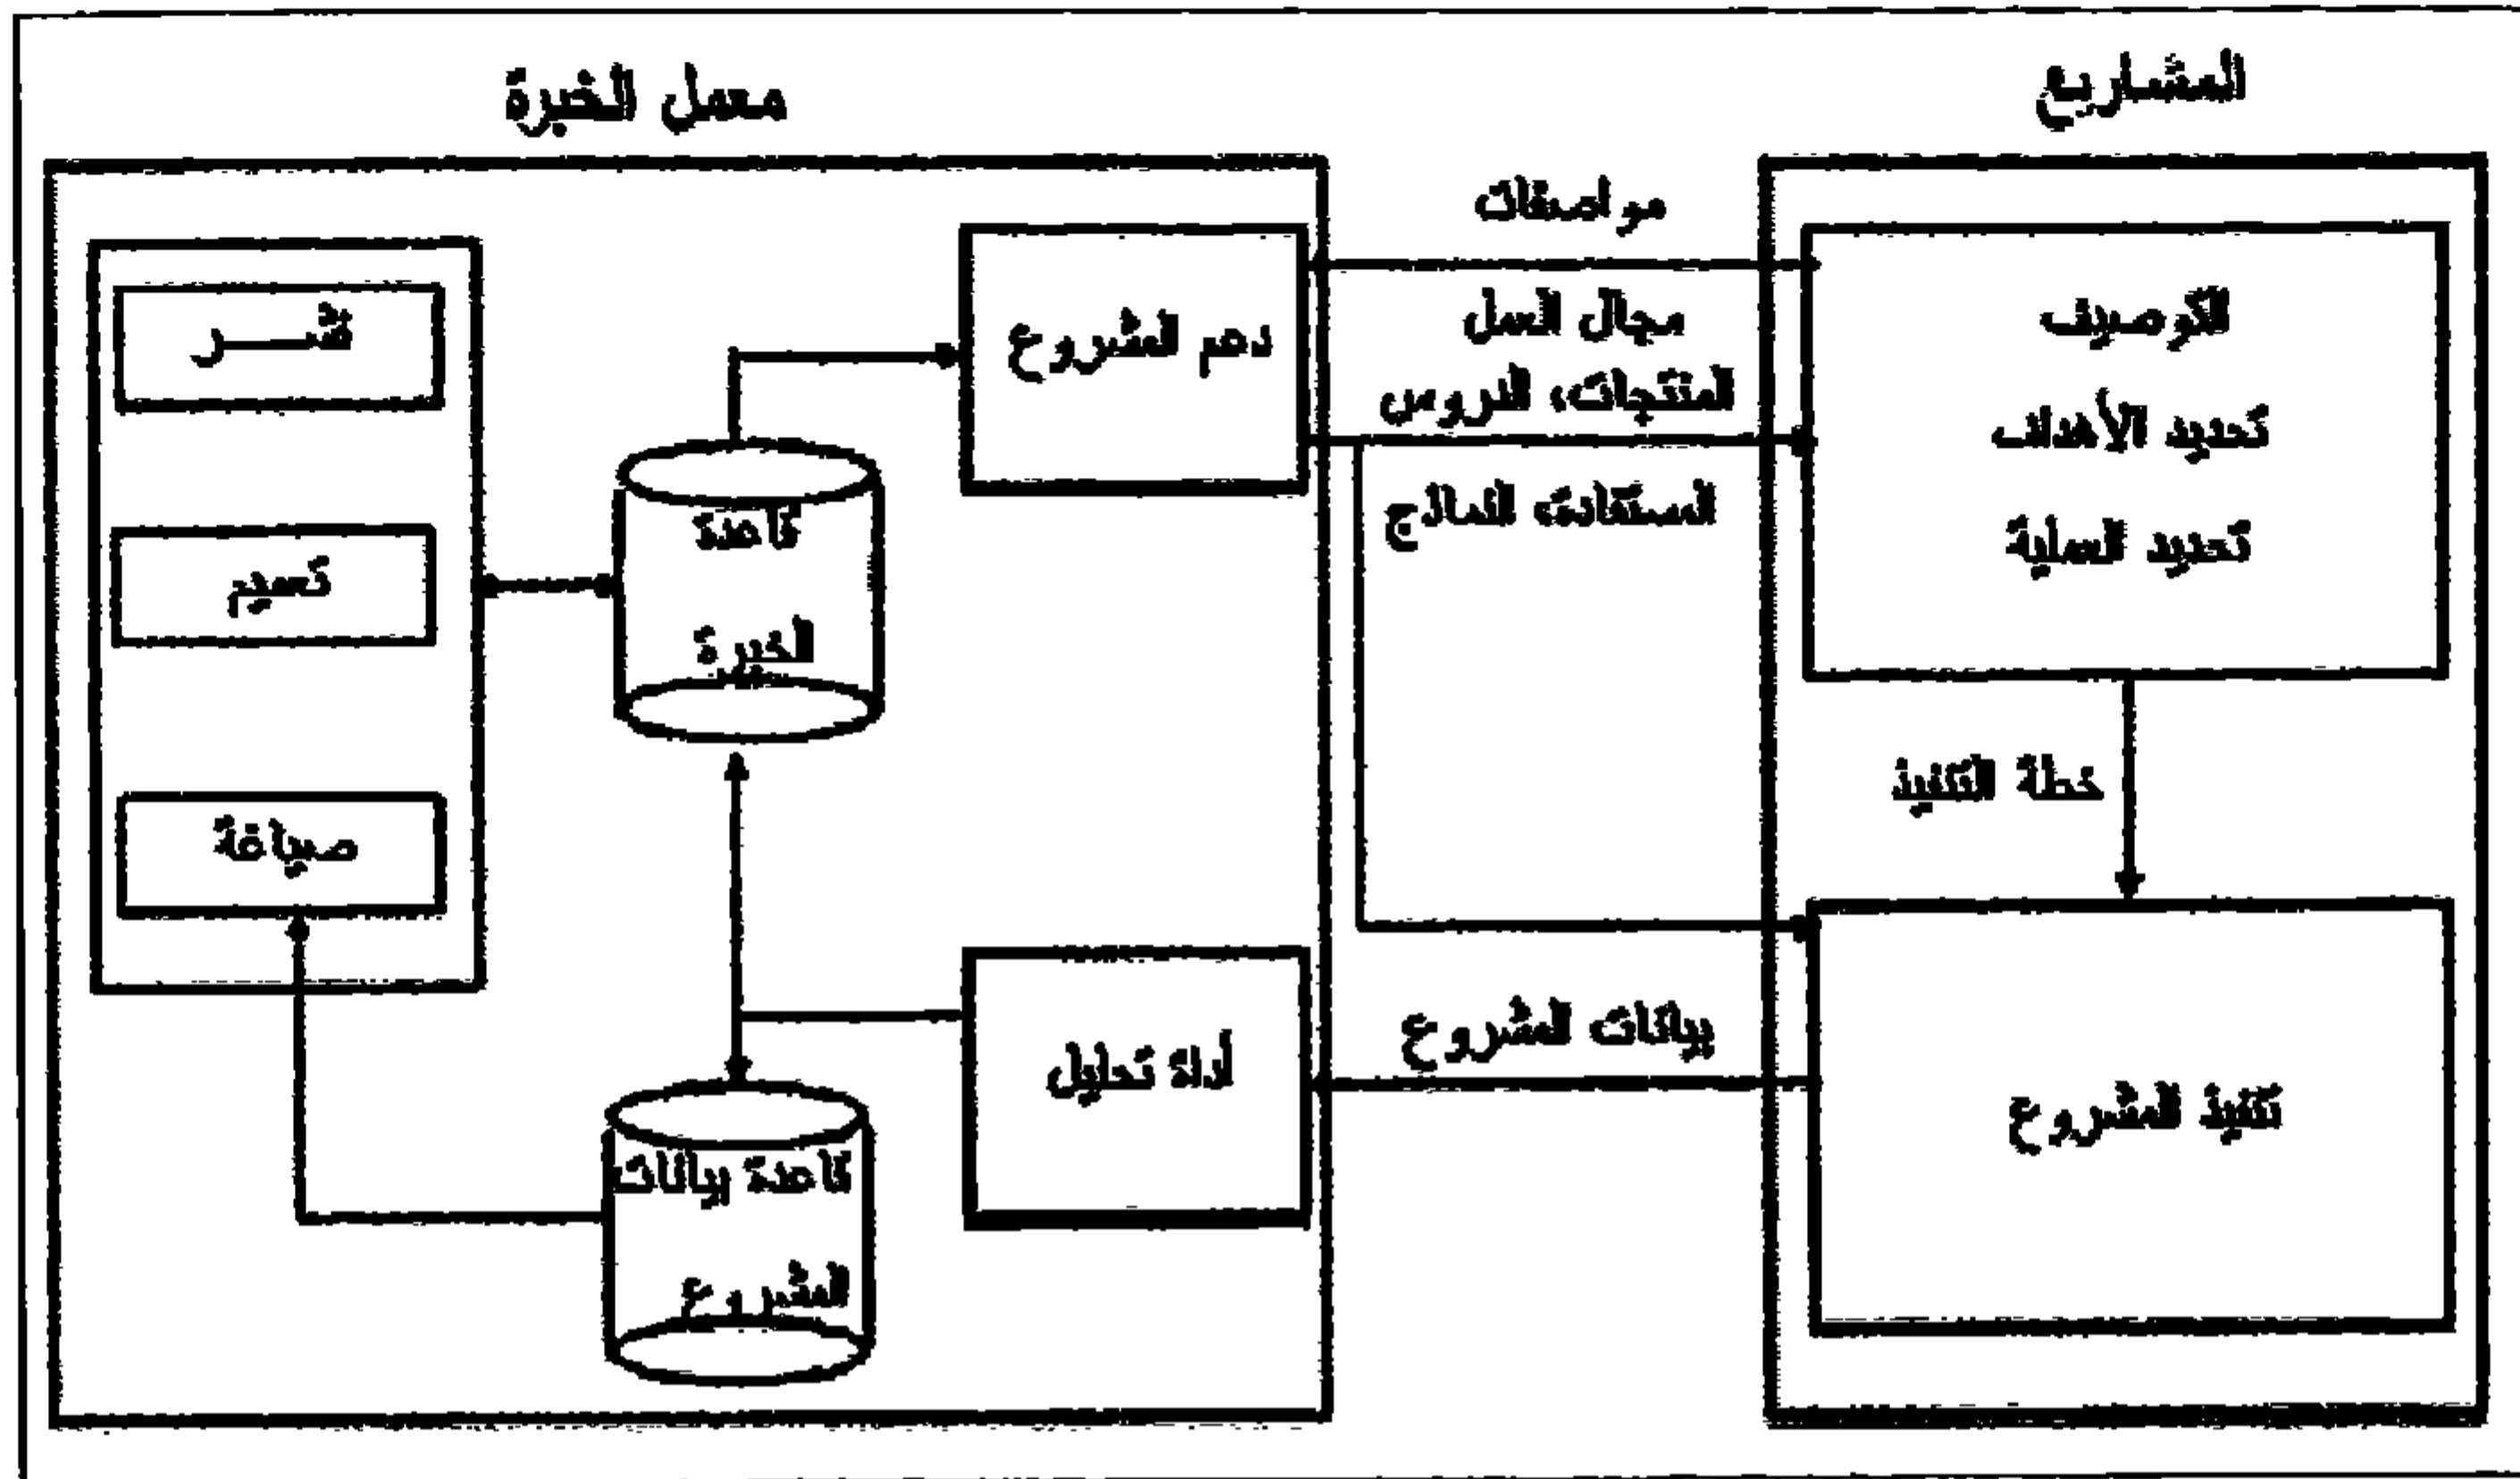 المشاريع
معمل الخبرة
مواصفات
مجال العمل
المنتجات، الدروس
المستفادة، النماذج
التوصيف
تحديد الأهداف
تحديد العملية
خطة التنفيذ
تنفيذ المشروع
بيانات المشروع
دعم المشروع
أداة تحليل
قاعدة
الخبرة
قاعدة بيانات
المشروع
نشر
تعميم
صياغة